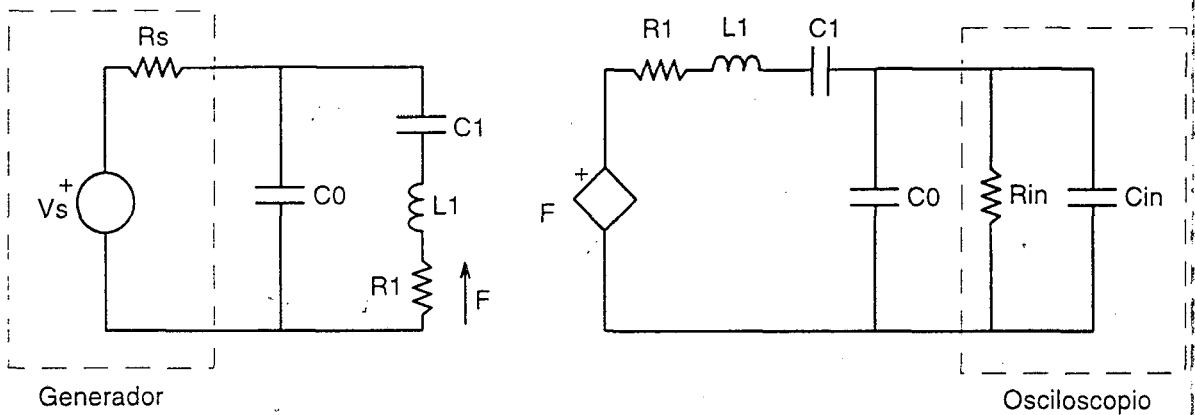 Rs
C1
C0
Vs
+
L1
R1
F
Generador
R1
L1
C1
+
F
C0
Rin
Cin
Osciloscopio